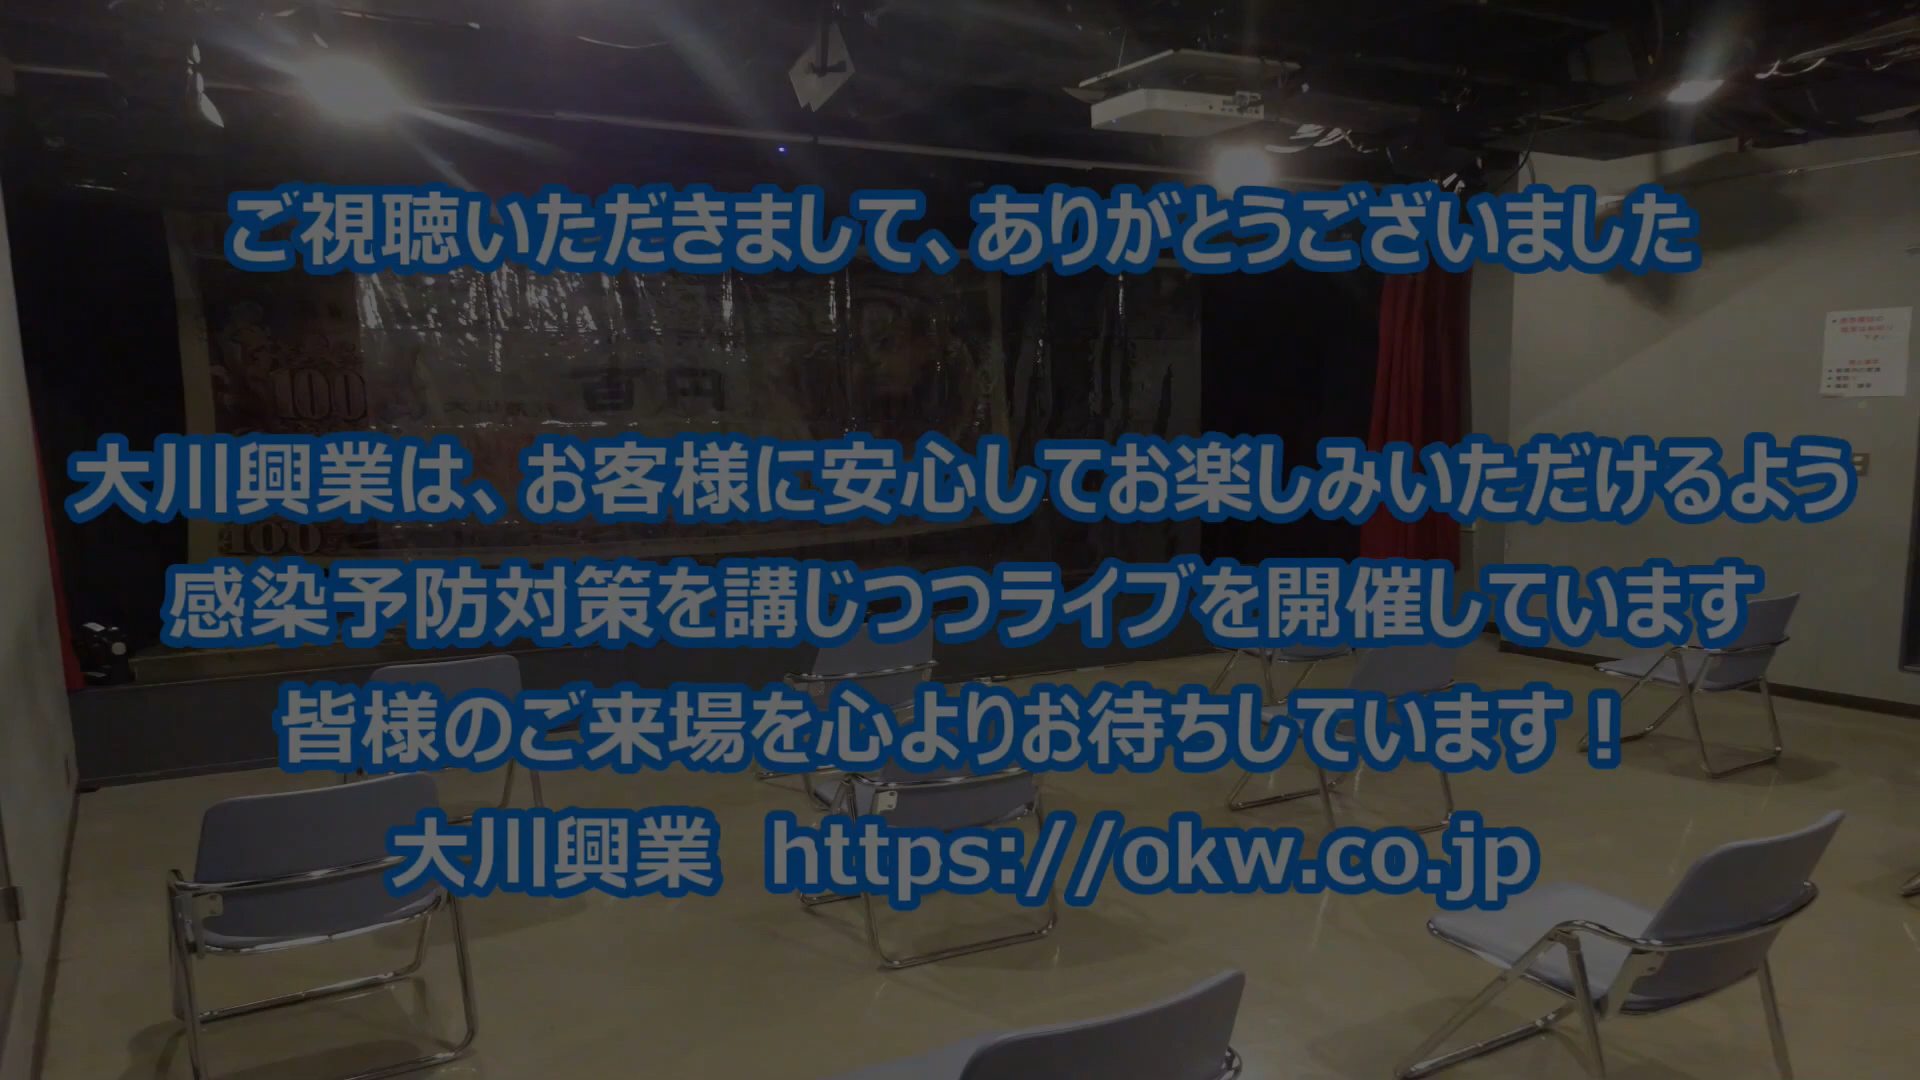 ご視聴いただきまして、ありがとうございました
100
百円
大川興業は、お客様に安心してお楽しみいただけるよう
100
感染予防対策を講じつつライブを開催しています
皆様のご来場を心よりお待ちしています！
大川興業 https://okw.co.jp